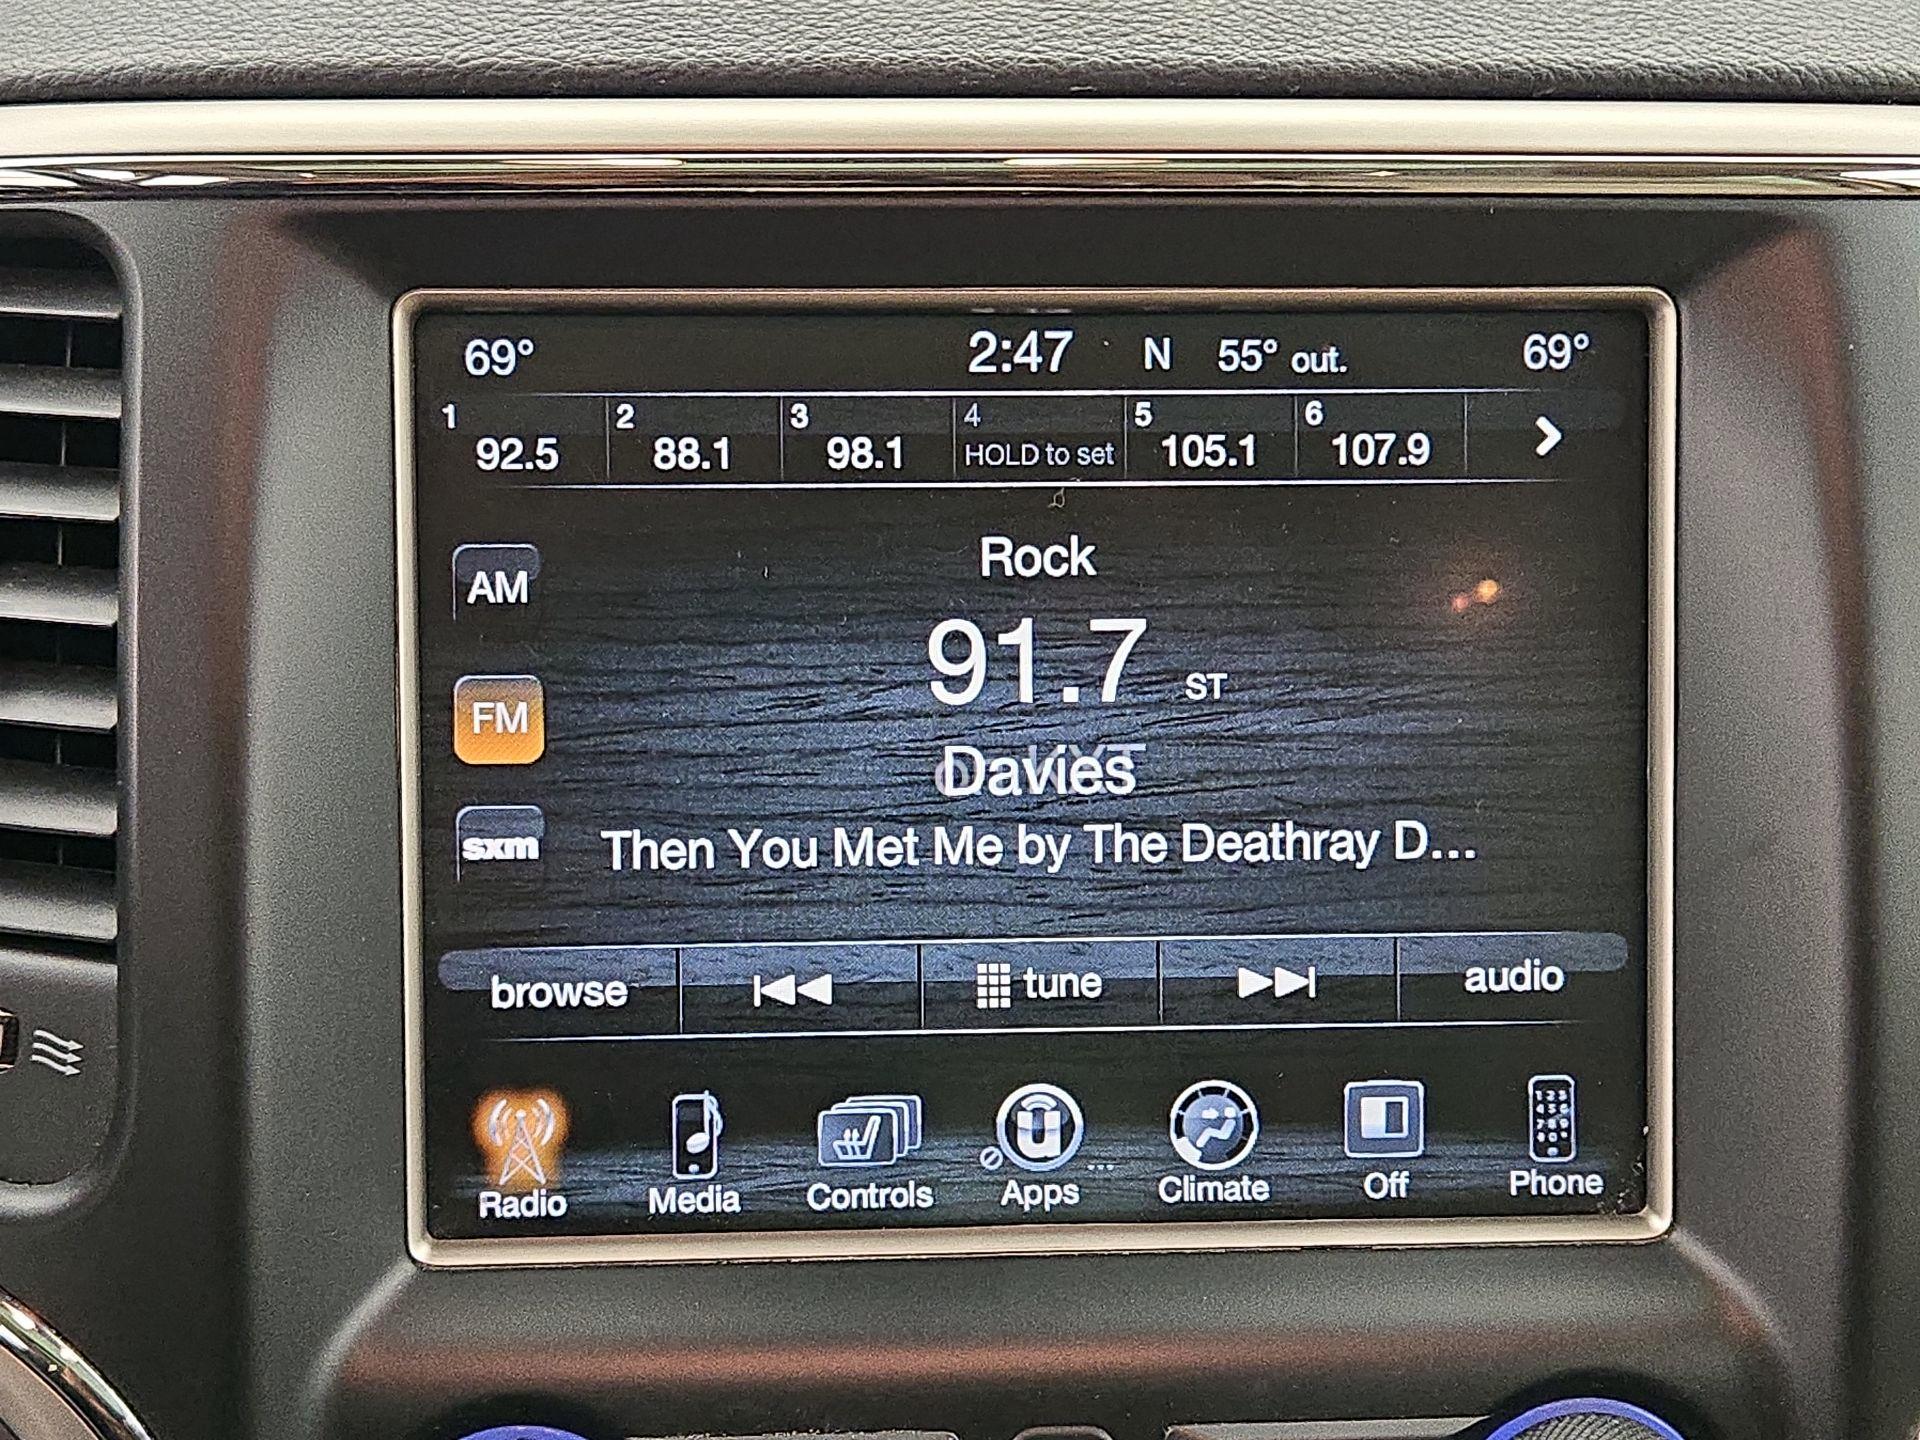 69° 2:47 N 55° out. 69°
1 2 3 4 5 6
92.5 88.1 98.1 HOLD to set 105.1 107.9
Rock
AM
91.7 ST
FM
Davies
sxm
Then You Met Me by The Deathray D...
browse tune audio
Radio Media Controls Apps Climate Off Phone